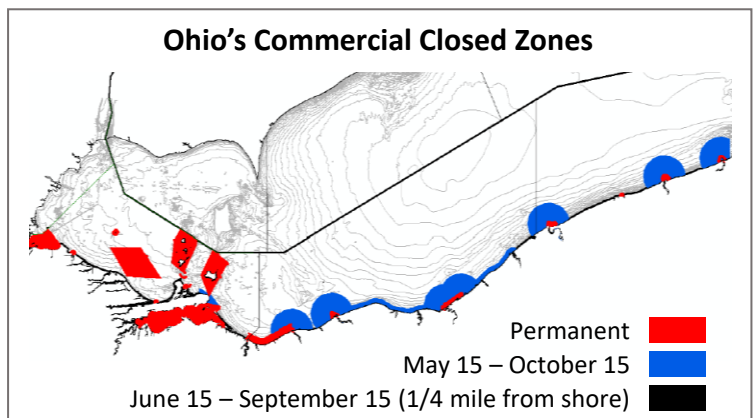 Ohio's Commercial Closed Zones
Permanent
May 15 – October 15
June 15 – September 15 (1/4 mile from shore)